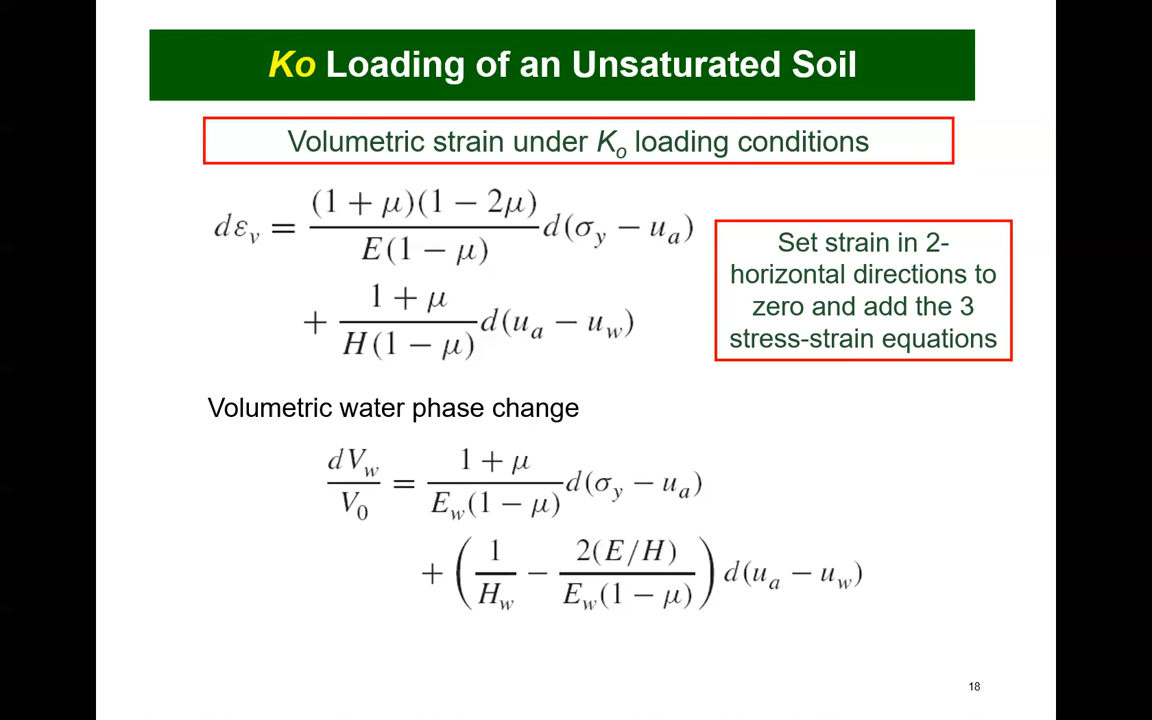 Ko Loading of an Unsaturated Soil
Volumetric strain under Ko loading conditions
dεv = (1 + μ)(1 − 2μ) / E(1 − μ) d(σy − ua)
+ 1 + μ / H(1 − μ) d(ua − uw)
Set strain in 2-
horizontal directions to
zero and add the 3
stress-strain equations
Volumetric water phase change
dVw / V0 = 1 + μ / Ew(1 − μ) d(σy − ua)
+ (1 / Hw − 2(E/H) / Ew(1 − μ)) d(ua − uw)
18